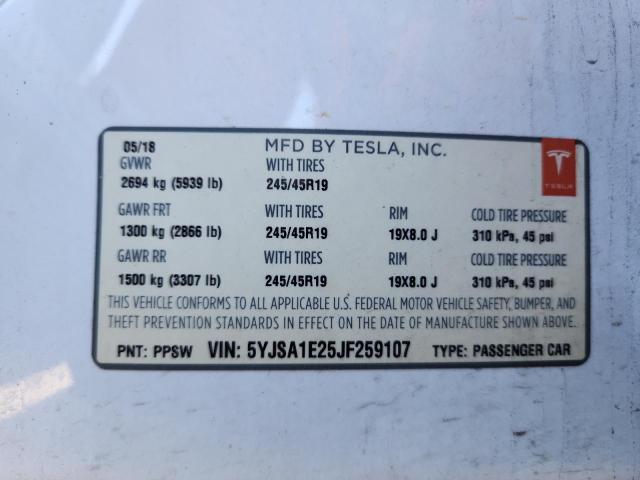 05/18 MFD BY TESLA, INC.
GVWR WITH TIRES
2694 kg (5939 lb) 245/45R19
TESLA
GAWR FRT WITH TIRES RIM COLD TIRE PRESSURE
1300 kg (2866 lb) 245/45R19 19X8.0 J 310 kPa, 45 psi
GAWR RR WITH TIRES RIM COLD TIRE PRESSURE
1500 kg (3307 lb) 245/45R19 19X8.0 J 310 kPa, 45 psi
THIS VEHICLE CONFORMS TO ALL APPLICABLE U.S. FEDERAL MOTOR VEHICLE SAFETY, BUMPER, AND
THEFT PREVENTION STANDARDS IN EFFECT ON THE DATE OF MANUFACTURE SHOWN ABOVE.
PNT: PPSW VIN: 5YJSA1E25JF259107 TYPE: PASSENGER CAR